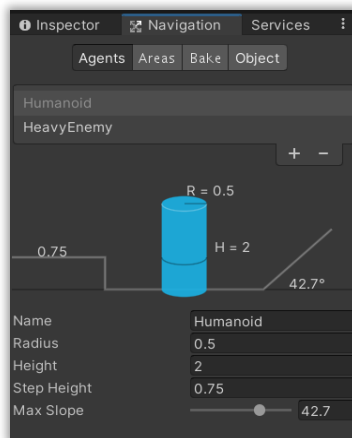 Inspector Navigation Services
Agents Areas Bake Object
Humanoid
HeavyEnemy
+ −
R = 0.5
0.75
H = 2
42.7°
Name Humanoid
Radius 0.5
Height 2
Step Height 0.75
Max Slope 42.7